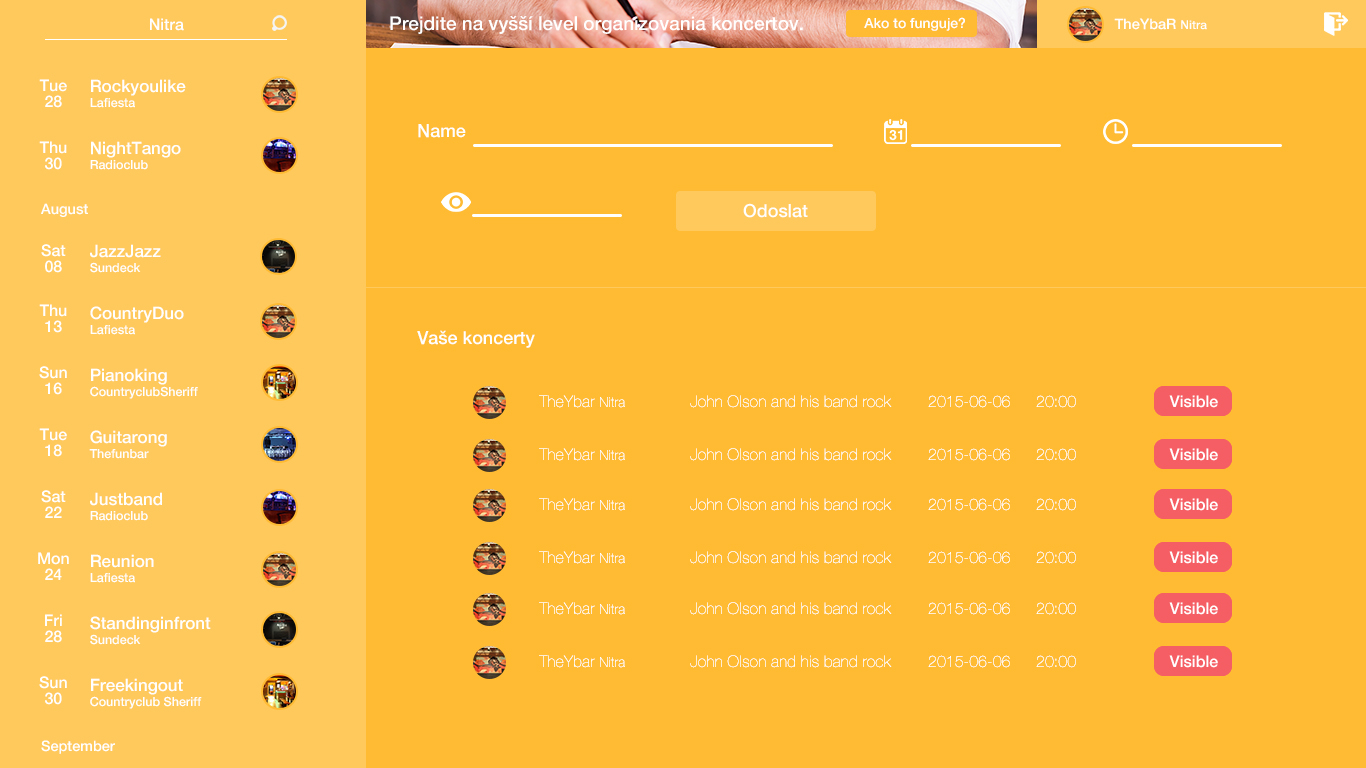 Nitra
Tue 28 Rockyoulike Lafiesta
Thu 30 NightTango Radioclub
August
Sat 08 JazzJazz Sundeck
Thu 13 CountryDuo Lafiesta
Sun 16 Pianoking CountryclubSheriff
Tue 18 Guitarong Thefunbar
Sat 22 Justband Radioclub
Mon 24 Reunion Lafiesta
Fri 28 Standinginfront Sundeck
Sun 30 Freekingout Countryclub Sheriff
September
Prejdite na vyšší level organizovania koncertov. Ako to funguje?
TheYbaR Nitra
Name
31
Odoslat
Vaše koncerty
TheYbar Nitra John Olson and his band rock 2015-06-06 20:00 Visible
TheYbar Nitra John Olson and his band rock 2015-06-06 20:00 Visible
TheYbar Nitra John Olson and his band rock 2015-06-06 20:00 Visible
TheYbar Nitra John Olson and his band rock 2015-06-06 20:00 Visible
TheYbar Nitra John Olson and his band rock 2015-06-06 20:00 Visible
TheYbar Nitra John Olson and his band rock 2015-06-06 20:00 Visible